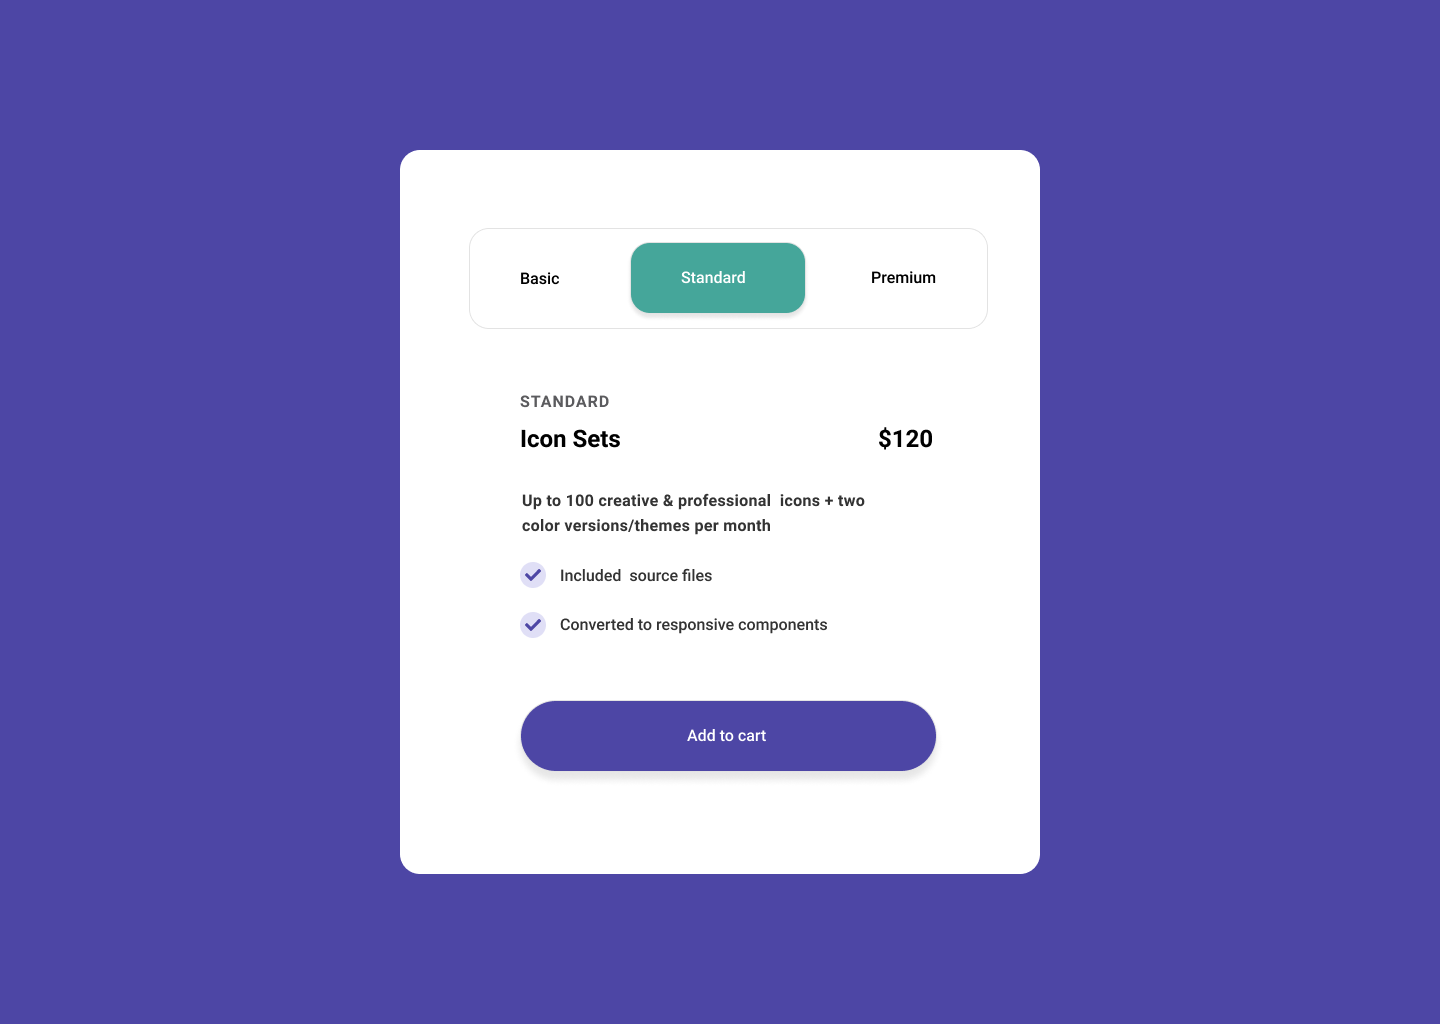 Basic
Standard
Premium
STANDARD
Icon Sets
$120
Up to 100 creative & professional  icons + two
color versions/themes per month
Included  source files
Converted to responsive components
Add to cart